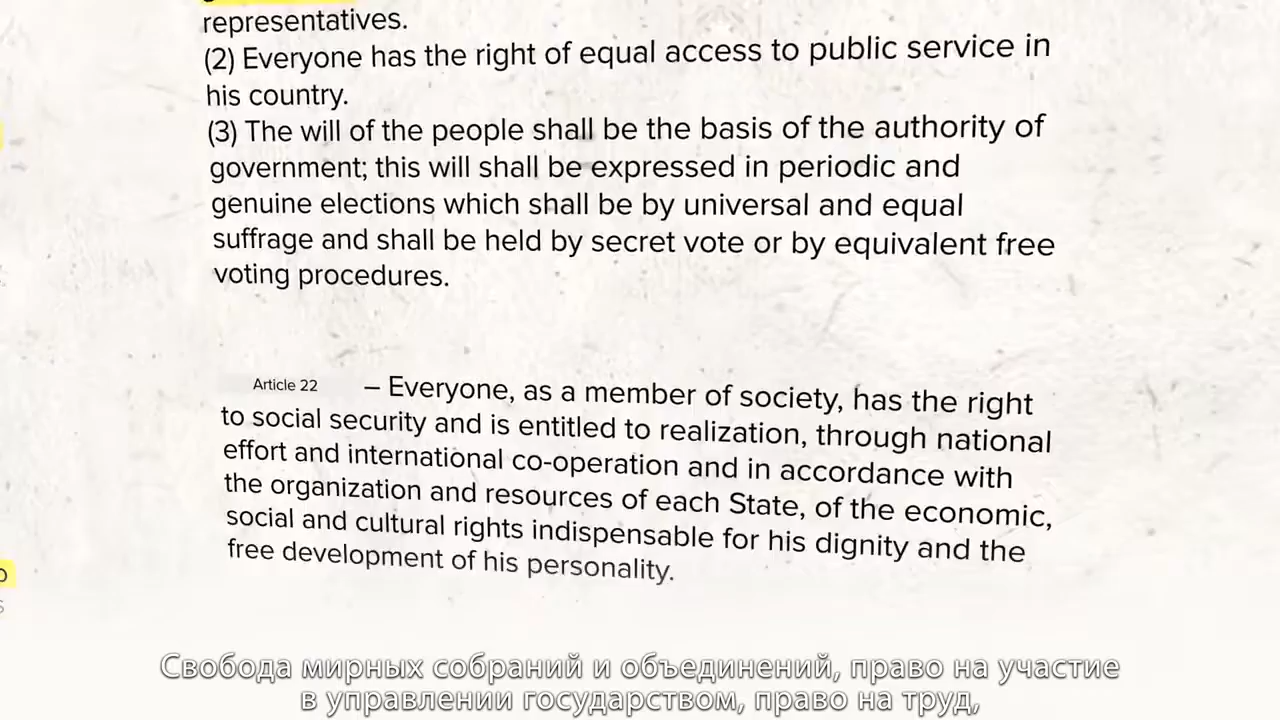 representatives.
(2) Everyone has the right of equal access to public service in
his country.
(3) The will of the people shall be the basis of the authority of
government; this will shall be expressed in periodic and
genuine elections which shall be by universal and equal
suffrage and shall be held by secret vote or by equivalent free
voting procedures.
Article 22 – Everyone, as a member of society, has the right
to social security and is entitled to realization, through national
effort and international co-operation and in accordance with
the organization and resources of each State, of the economic,
social and cultural rights indispensable for his dignity and the
free development of his personality.
Свобода мирных собраний и объединений, право на участие
в управлении государством, право на труд,